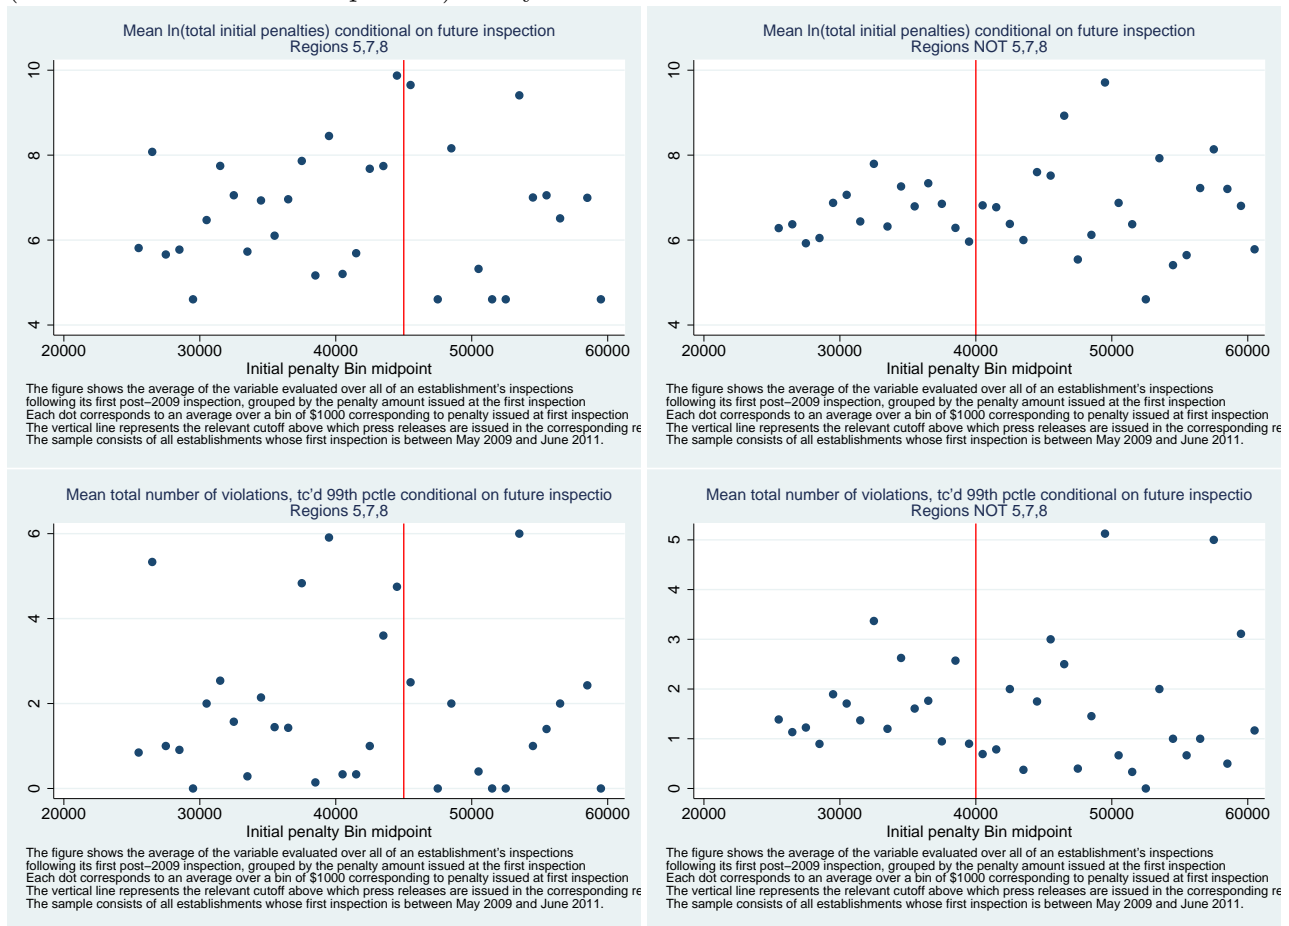 Mean ln(total initial penalties) conditional on future inspection
Regions 5,7,8
10
8
6
4
20000 30000 40000 50000 60000
Initial penalty Bin midpoint
The figure shows the average of the variable evaluated over all of an establishment's inspections
following its first post–2009 inspection, grouped by the penalty amount issued at the first inspection
Each dot corresponds to an average over a bin of $1000 corresponding to penalty issued at first inspection
The vertical line represents the relevant cutoff above which press releases are issued in the corresponding re
The sample consists of all establishments whose first inspection is between May 2009 and June 2011.
Mean ln(total initial penalties) conditional on future inspection
Regions NOT 5,7,8
10
8
6
4
20000 30000 40000 50000 60000
Initial penalty Bin midpoint
The figure shows the average of the variable evaluated over all of an establishment's inspections
following its first post–2009 inspection, grouped by the penalty amount issued at the first inspection
Each dot corresponds to an average over a bin of $1000 corresponding to penalty issued at first inspection
The vertical line represents the relevant cutoff above which press releases are issued in the corresponding re
The sample consists of all establishments whose first inspection is between May 2009 and June 2011.
Mean total number of violations, tc'd 99th pctle conditional on future inspectio
Regions 5,7,8
6
4
2
0
20000 30000 40000 50000 60000
Initial penalty Bin midpoint
The figure shows the average of the variable evaluated over all of an establishment's inspections
following its first post–2009 inspection, grouped by the penalty amount issued at the first inspection
Each dot corresponds to an average over a bin of $1000 corresponding to penalty issued at first inspection
The vertical line represents the relevant cutoff above which press releases are issued in the corresponding re
The sample consists of all establishments whose first inspection is between May 2009 and June 2011.
Mean total number of violations, tc'd 99th pctle conditional on future inspectio
Regions NOT 5,7,8
5
4
3
2
1
0
20000 30000 40000 50000 60000
Initial penalty Bin midpoint
The figure shows the average of the variable evaluated over all of an establishment's inspections
following its first post–2009 inspection, grouped by the penalty amount issued at the first inspection
Each dot corresponds to an average over a bin of $1000 corresponding to penalty issued at first inspection
The vertical line represents the relevant cutoff above which press releases are issued in the corresponding re
The sample consists of all establishments whose first inspection is between May 2009 and June 2011.